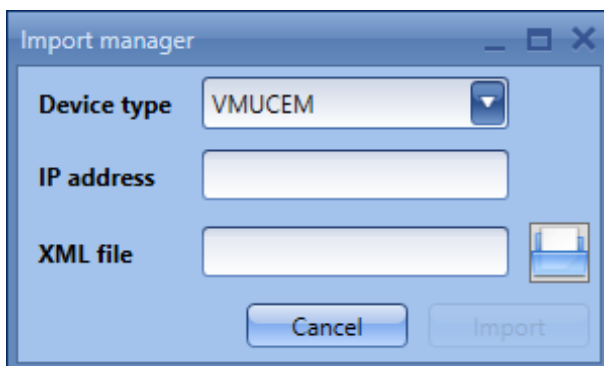 Import manager
Device type VMUCEM
IP address
XML file
Cancel Import